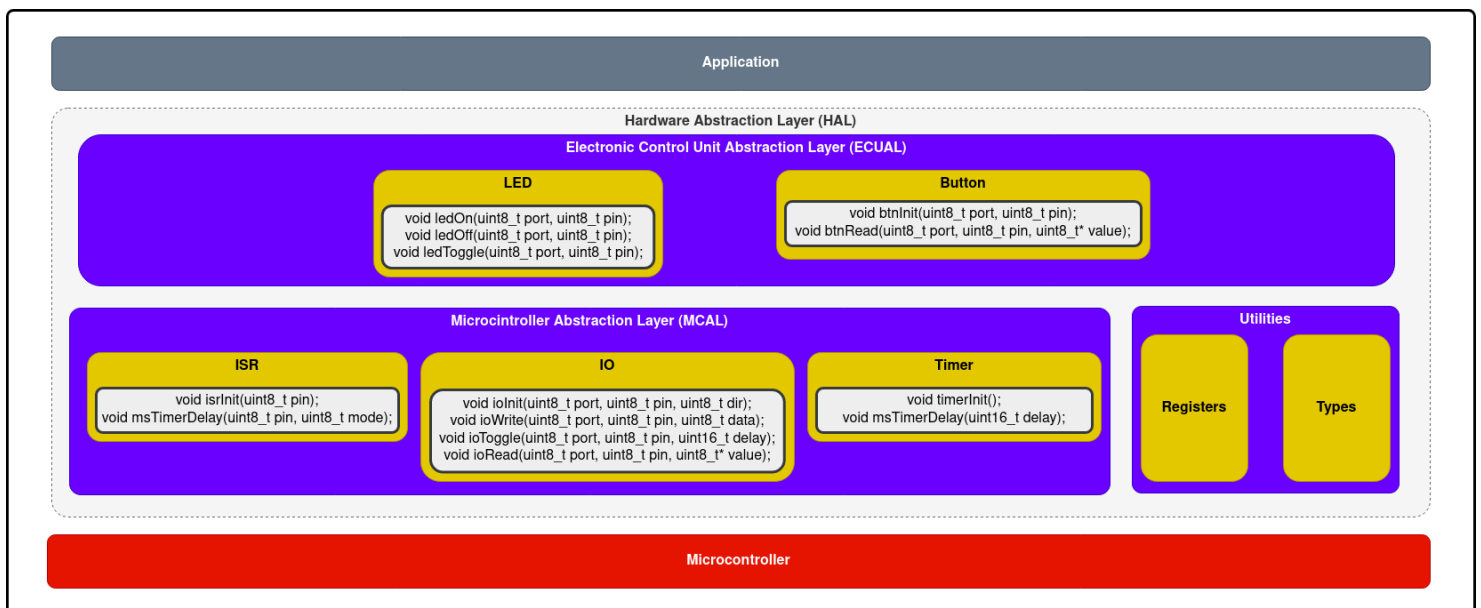 Application
Hardware Abstraction Layer (HAL)
Electronic Control Unit Abstraction Layer (ECUAL)
LED
void ledOn(uint8_t port, uint8_t pin);
void ledOff(uint8_t port, uint8_t pin);
void ledToggle(uint8_t port, uint8_t pin);
Button
void btnInit(uint8_t port, uint8_t pin);
void btnRead(uint8_t port, uint8_t pin, uint8_t* value);
Microcintroller Abstraction Layer (MCAL)
ISR
void isrInit(uint8_t pin);
void msTimerDelay(uint8_t pin, uint8_t mode);
IO
void ioInit(uint8_t port, uint8_t pin, uint8_t dir);
void ioWrite(uint8_t port, uint8_t pin, uint8_t data);
void ioToggle(uint8_t port, uint8_t pin, uint16_t delay);
void ioRead(uint8_t port, uint8_t pin, uint8_t* value);
Timer
void timerInit();
void msTimerDelay(uint16_t delay);
Utilities
Registers
Types
Microcontroller